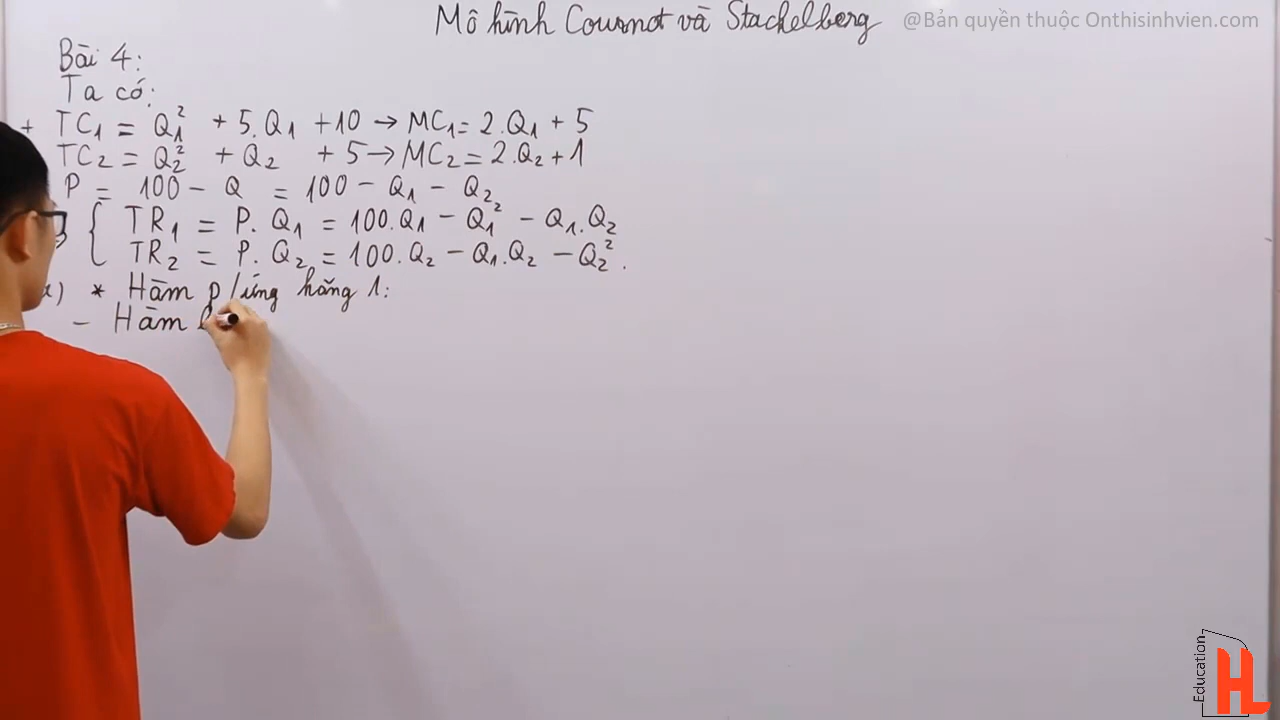 Mô hình Cournot và Stackelberg
@Bản quyền thuộc Onthisinhvien.com
Bài 4:
Ta có:
+ TC₁ = Q₁² + 5.Q₁ + 10 → MC₁ = 2.Q₁ + 5
TC₂ = Q₂² + Q₂ + 5 → MC₂ = 2.Q₂ + 1
P = 100 - Q = 100 - Q₁ - Q₂
{ TR₁ = P. Q₁ = 100.Q₁ - Q₁² - Q₁.Q₂
TR₂ = P. Q₂ = 100.Q₂ - Q₁.Q₂ - Q₂².
) * Hàm p/ứng hãng 1:
- Hàm
Education
HL